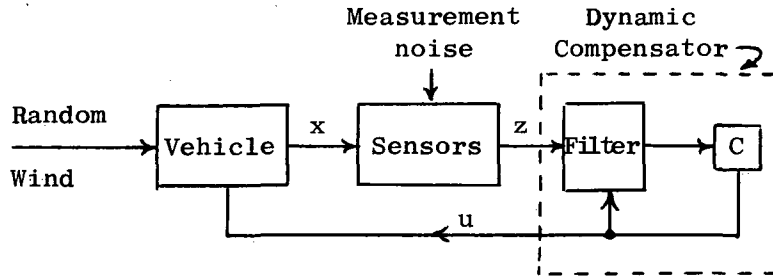 Measurement
noise
Dynamic
Compensator
Random
Wind
Vehicle
x
Sensors
z
Filter
C
u